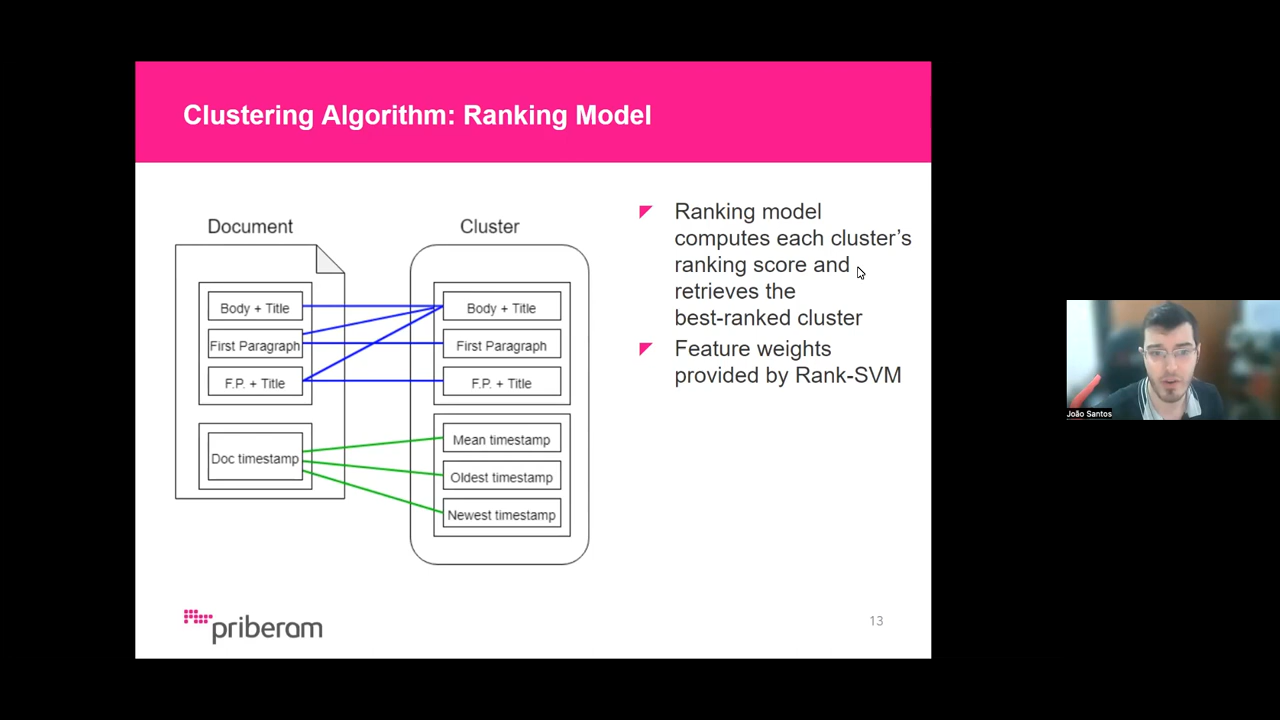 Clustering Algorithm: Ranking Model
Document
Cluster
Body + Title
First Paragraph
F.P. + Title
Doc timestamp
Body + Title
First Paragraph
F.P. + Title
Mean timestamp
Oldest timestamp
Newest timestamp
Ranking model
computes each cluster's
ranking score and
retrieves the
best-ranked cluster
Feature weights
provided by Rank-SVM
priberam
13
João Santos